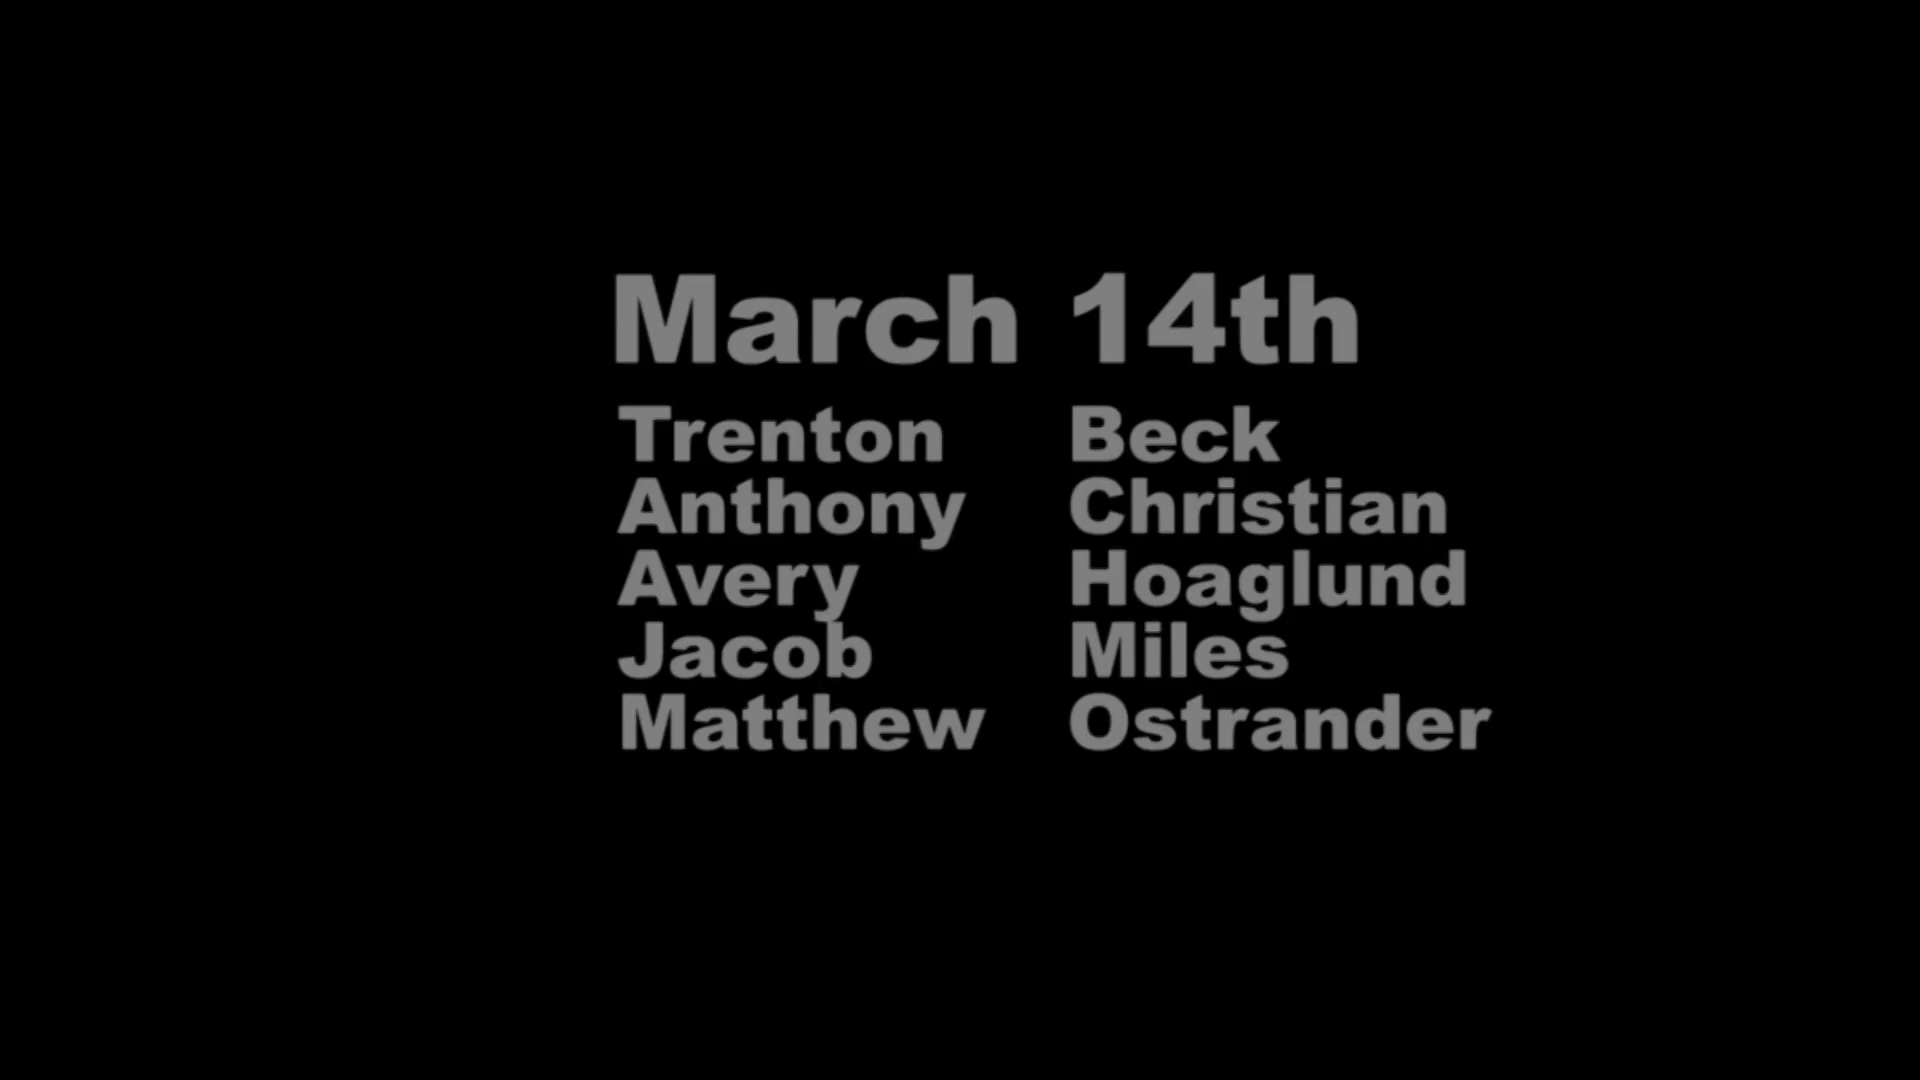 March 14th
Trenton Beck
Anthony Christian
Avery Hoaglund
Jacob Miles
Matthew Ostrander